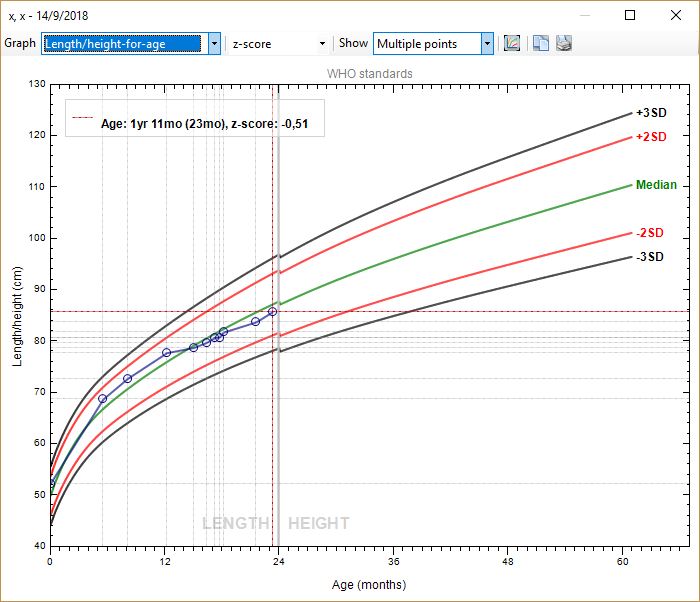 x, x - 14/9/2018
Graph Length/height-for-age z-score Show Multiple points
WHO standards
Age: 1yr 11mo (23mo), z-score: -0,51
130
120
110
100
90
80
70
60
50
40
Length/height (cm)
+3SD
+2SD
Median
-2SD
-3SD
LENGTH HEIGHT
0 12 24 36 48 60
Age (months)